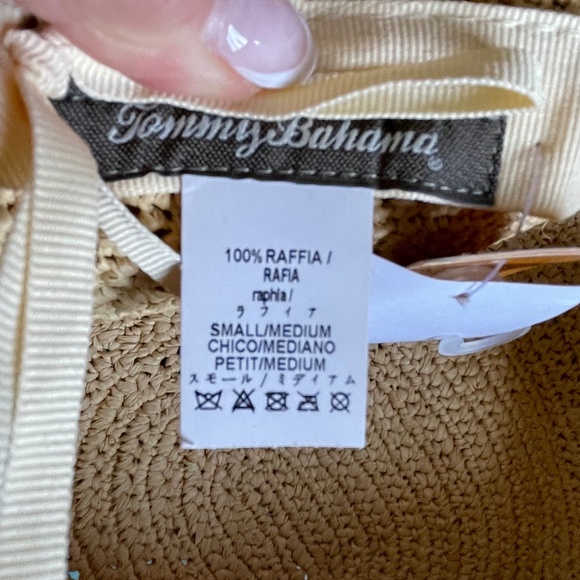 Tommy Bahama®
100% RAFFIA /
RAFIA
raphia /
ラフィア
SMALL/MEDIUM
CHICO/MEDIANO
PETIT/MEDIUM
スモール / ミディアム